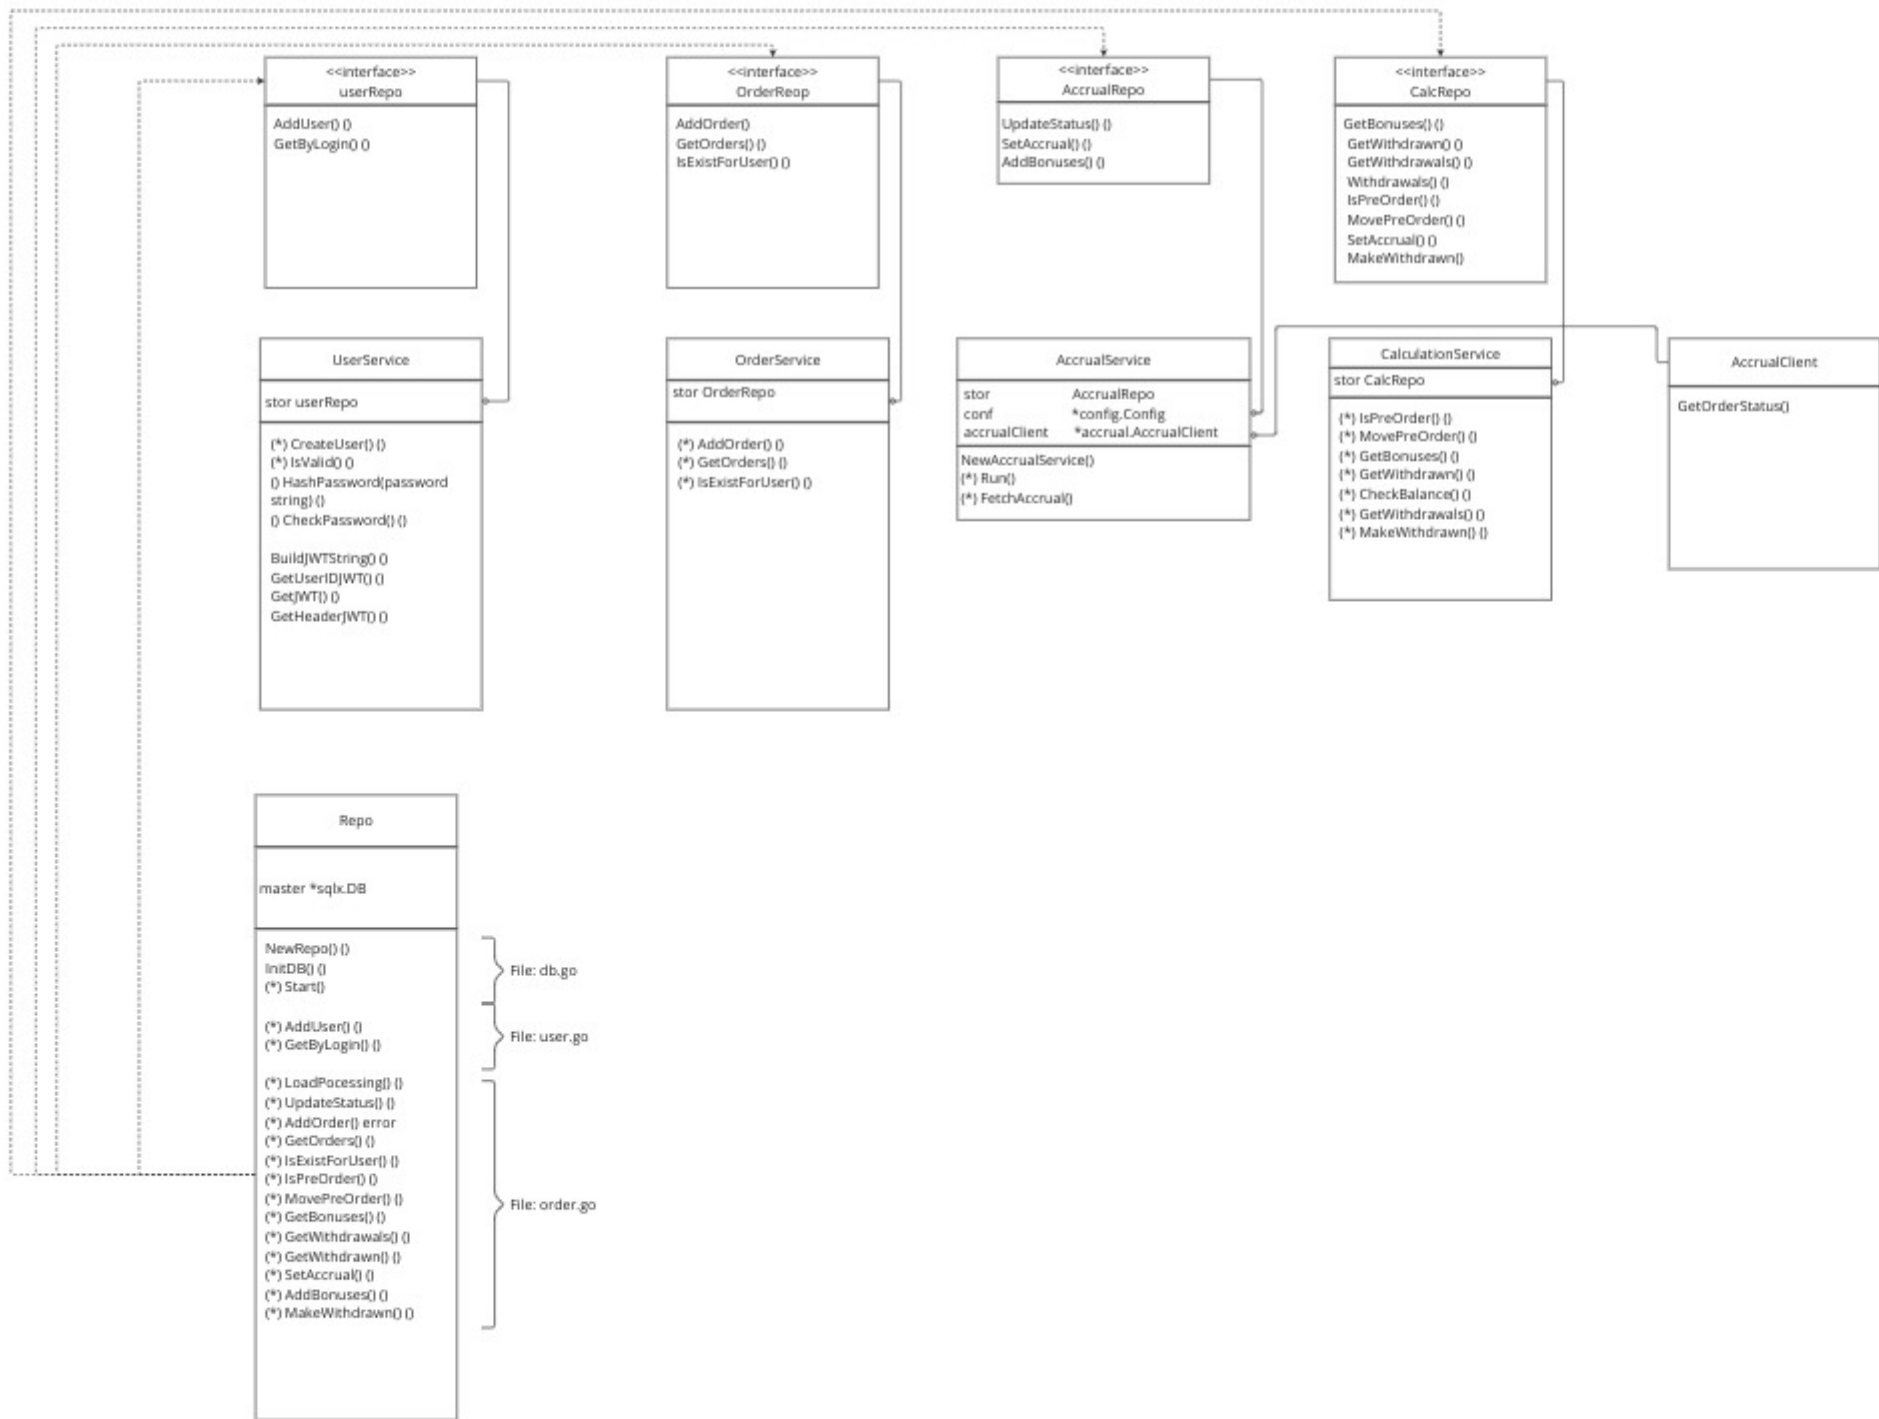 <<interface>>
userRepo
AddUser() ()
GetByLogin() ()
<<interface>>
OrderReop
AddOrder()
GetOrders() ()
IsExistForUser() ()
<<interface>>
AccrualRepo
UpdateStatus() ()
SetAccrual() ()
AddBonuses() ()
<<interface>>
CalcRepo
GetBonuses() ()
GetWithdrawn() ()
GetWithdrawals() ()
Withdrawals() ()
IsPreOrder() ()
MovePreOrder() ()
SetAccrual() ()
MakeWithdrawn()
UserService
stor userRepo
(*) CreateUser() ()
(*) IsValid() ()
() HashPassword(password
string) ()
() CheckPassword() ()
BuildJWTString() ()
GetUserIDJWT() ()
GetJWT() ()
GetHeaderJWT() ()
OrderService
stor OrderRepo
(*) AddOrder() ()
(*) GetOrders() ()
(*) IsExistForUser() ()
AccrualService
stor AccrualRepo
conf *config.Config
accrualClient *accrual.AccrualClient
NewAccrualService()
(*) Run()
(*) FetchAccrual()
CalculationService
stor CalcRepo
(*) IsPreOrder() ()
(*) MovePreOrder() ()
(*) GetBonuses() ()
(*) GetWithdrawn() ()
(*) CheckBalance() ()
(*) GetWithdrawals() ()
(*) MakeWithdrawn() ()
AccrualClient
GetOrderStatus()
Repo
master *sqlx.DB
NewRepo() ()
InitDB() ()
(*) Start()
File: db.go
(*) AddUser() ()
(*) GetByLogin() ()
File: user.go
(*) LoadPocessing() ()
(*) UpdateStatus() ()
(*) AddOrder() error
(*) GetOrders() ()
(*) IsExistForUser() ()
(*) IsPreOrder() ()
(*) MovePreOrder() ()
(*) GetBonuses() ()
(*) GetWithdrawals() ()
(*) GetWithdrawn() ()
(*) SetAccrual() ()
(*) AddBonuses() ()
(*) MakeWithdrawn() ()
File: order.go